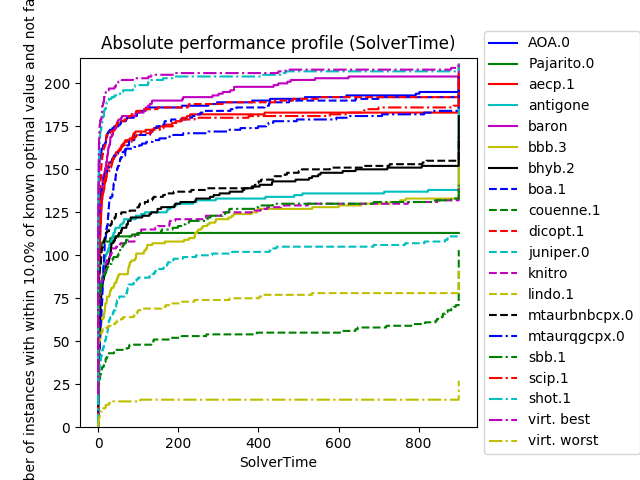 Absolute performance profile (SolverTime)
of instances with within 10.0% of known optimal value and not
200
175
150
125
100
75
50
25
0
0 200 400 600 800
SolverTime
AOA.0
Pajarito.0
aecp.1
antigone
baron
bbb.3
bhyb.2
boa.1
couenne.1
dicopt.1
juniper.0
knitro
lindo.1
mtaurbnbcpx.0
mtaurqgcpx.0
sbb.1
scip.1
shot.1
virt. best
virt. worst